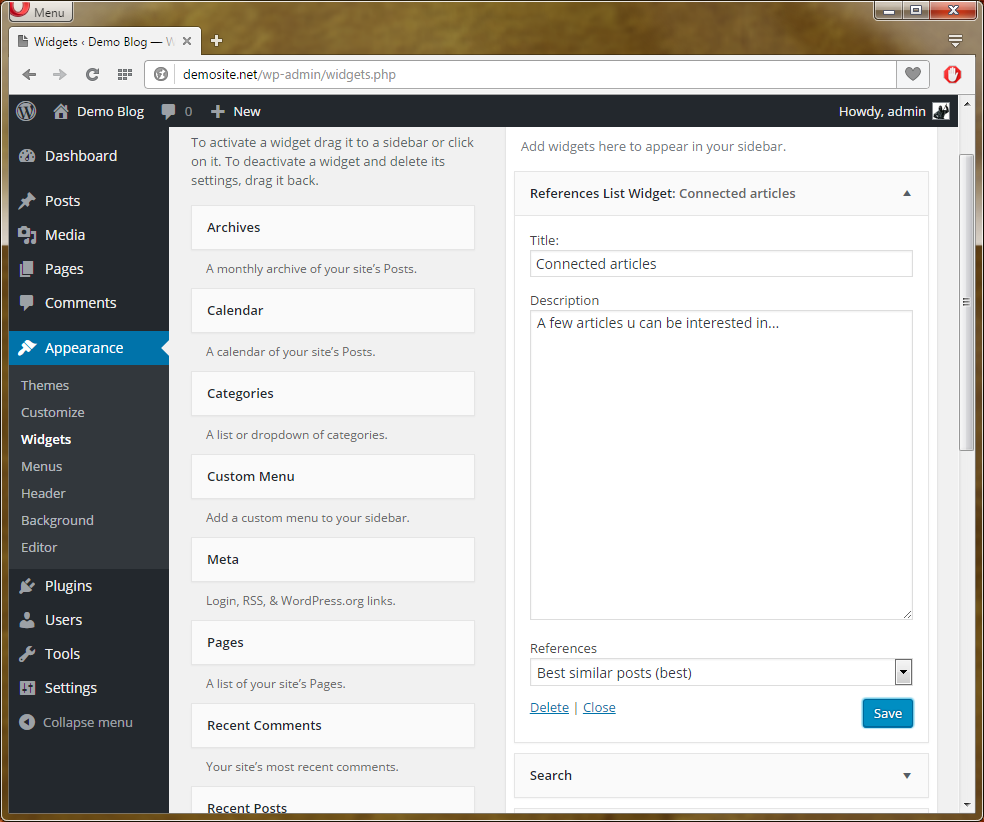 Menu
Widgets ‹ Demo Blog — W
demosite.net/wp-admin/widgets.php
Demo Blog
0
New
Howdy, admin
Dashboard
Posts
Media
Pages
Comments
Appearance
Themes
Customize
Widgets
Menus
Header
Background
Editor
Plugins
Users
Tools
Settings
Collapse menu
To activate a widget drag it to a sidebar or click
on it. To deactivate a widget and delete its
settings, drag it back.
Archives
A monthly archive of your site’s Posts.
Calendar
A calendar of your site’s Posts.
Categories
A list or dropdown of categories.
Custom Menu
Add a custom menu to your sidebar.
Meta
Login, RSS, & WordPress.org links.
Pages
A list of your site’s Pages.
Recent Comments
Your site’s most recent comments.
Recent Posts
Add widgets here to appear in your sidebar.
References List Widget: Connected articles
Title:
Connected articles
Description
A few articles u can be interested in...
References
Best similar posts (best)
Delete | Close
Save
Search